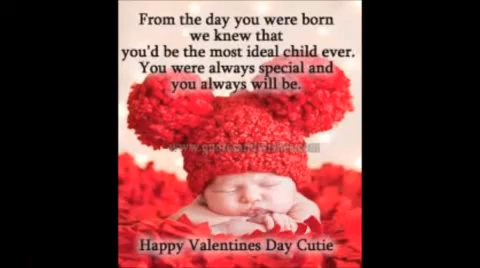 From the day you were born
we knew that
you'd be the most ideal child ever.
You were always special and
you always will be.
Happy Valentines Day Cutie